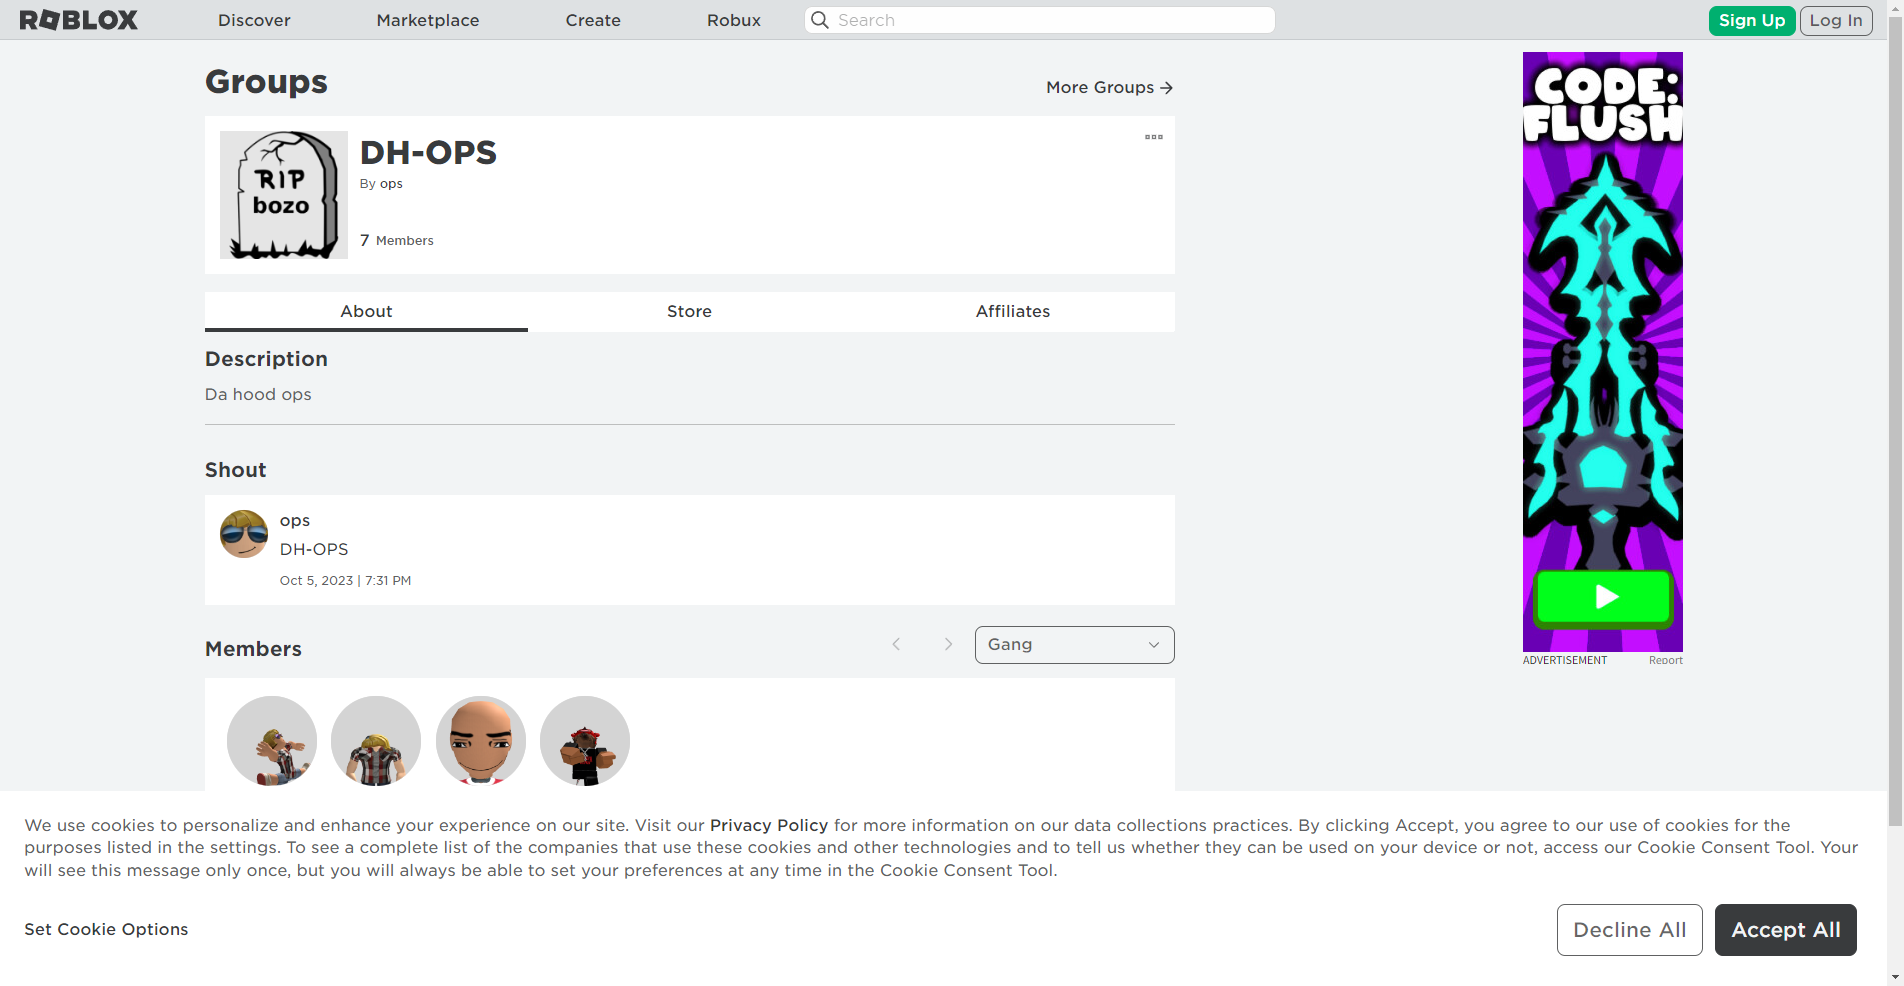 ROBLOX
Discover
Marketplace
Create
Robux
Search
Sign Up
Log In
Groups
More Groups →
RIP
bozo
DH-OPS
By ops
7 Members
About
Store
Affiliates
Description
Da hood ops
Shout
ops
DH-OPS
Oct 5, 2023 | 7:31 PM
Members
Gang
CODE:
FLUSH
ADVERTISEMENT
Report
We use cookies to personalize and enhance your experience on our site. Visit our Privacy Policy for more information on our data collections practices. By clicking Accept, you agree to our use of cookies for the
purposes listed in the settings. To see a complete list of the companies that use these cookies and other technologies and to tell us whether they can be used on your device or not, access our Cookie Consent Tool. Your
will see this message only once, but you will always be able to set your preferences at any time in the Cookie Consent Tool.
Set Cookie Options
Decline All
Accept All